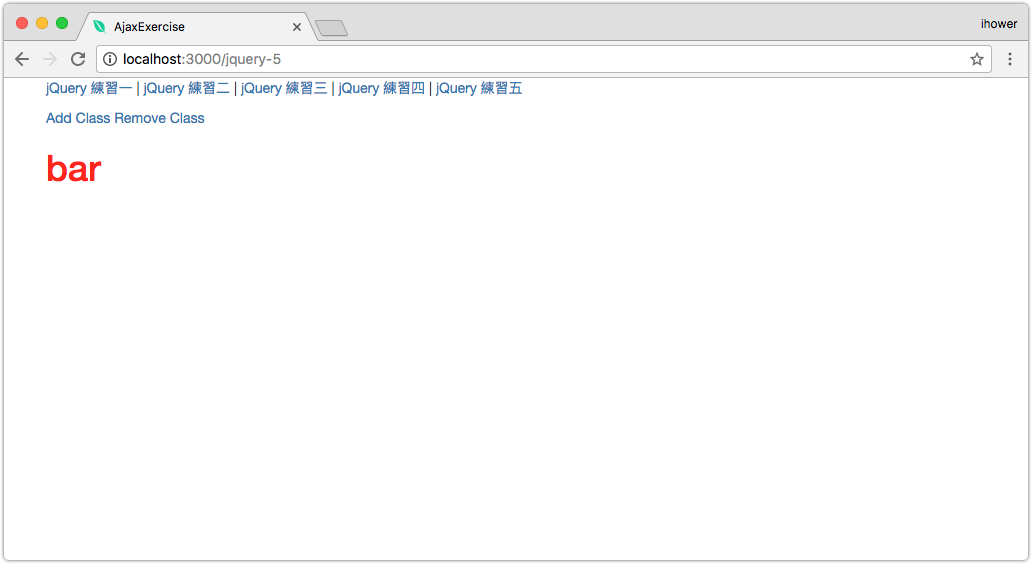 AjaxExercise
ihower
localhost:3000/jquery-5
jQuery 練習一 | jQuery 練習二 | jQuery 練習三 | jQuery 練習四 | jQuery 練習五
Add Class Remove Class
bar